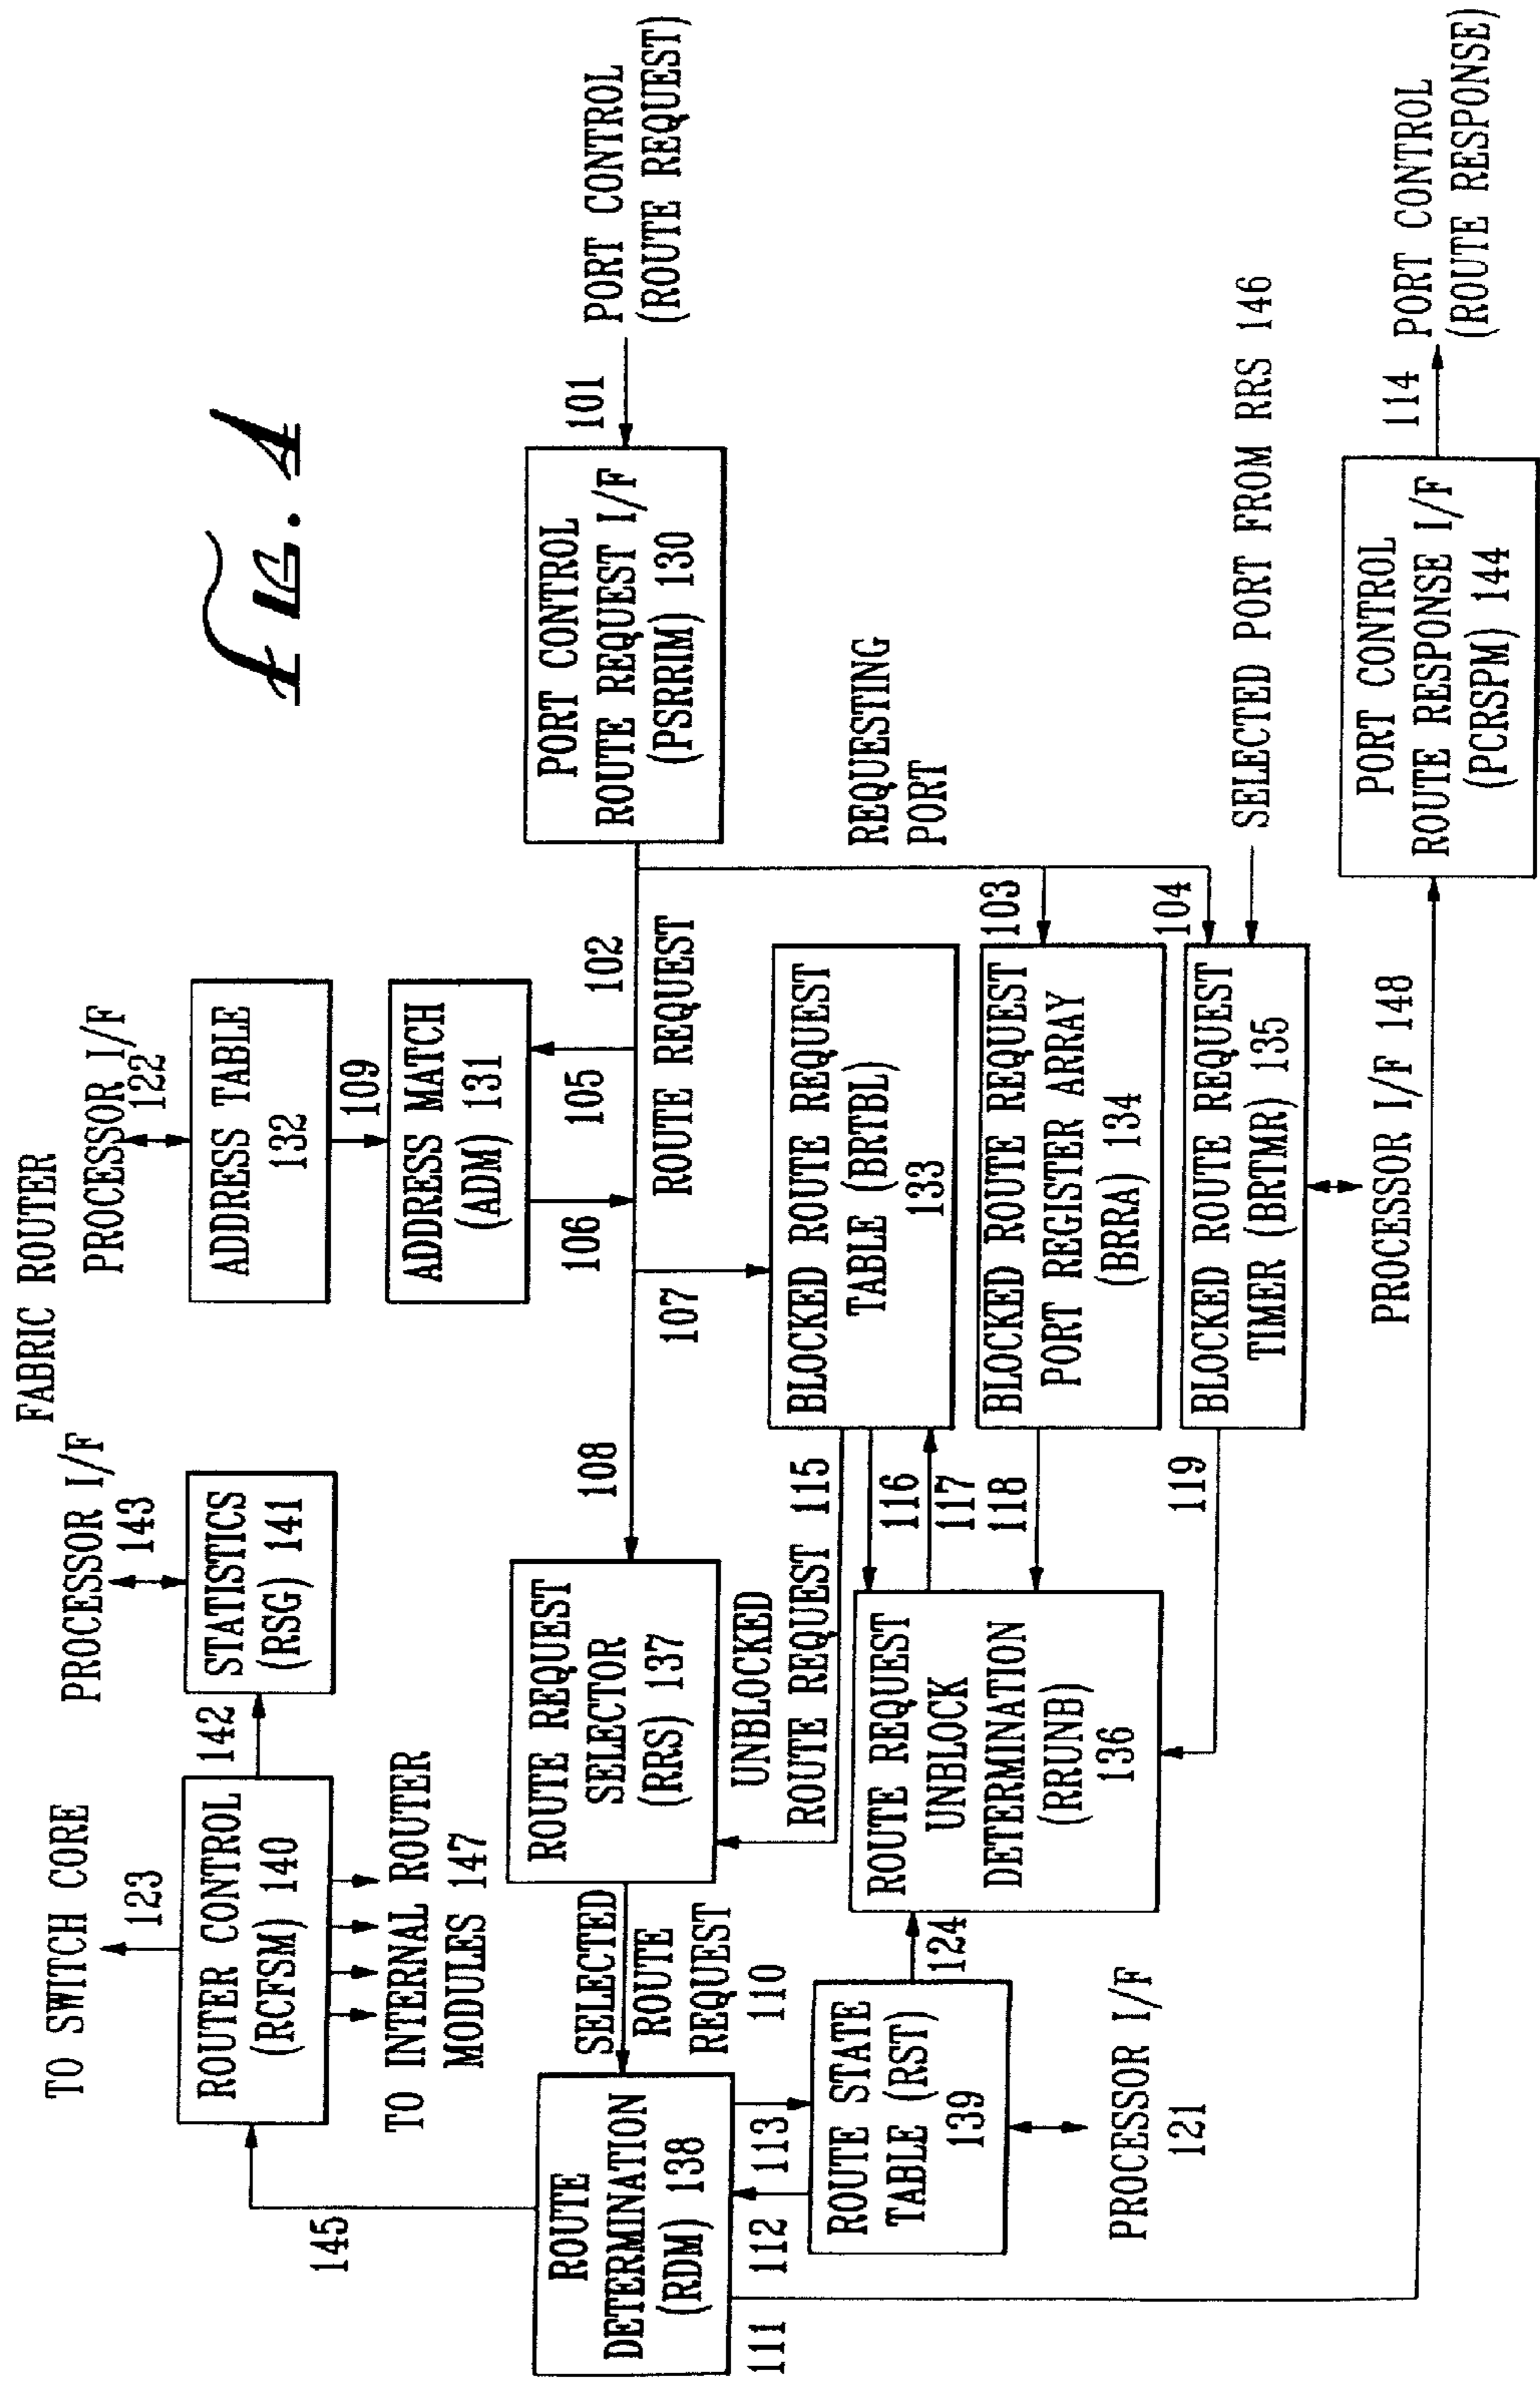 FIG. 4
FABRIC ROUTER
TO SWITCH CORE
123
PROCESSOR I/F
143
PROCESSOR I/F
122
ROUTER CONTROL
(RCFSM) 140
142
STATISTICS
(RSG) 141
ADDRESS TABLE
132
109
ADDRESS MATCH
(ADM) 131
TO INTERNAL ROUTER
MODULES 147
145
106
105
102
ROUTE REQUEST
PORT CONTROL
ROUTE REQUEST I/F
(PSRRIM) 130
101
PORT CONTROL
(ROUTE REQUEST)
ROUTE
DETERMINATION
(RDM) 138
SELECTED
ROUTE
REQUEST
110
ROUTE REQUEST
SELECTOR
(RRS) 137
108
107
REQUESTING
PORT
UNBLOCKED
ROUTE REQUEST 115
BLOCKED ROUTE REQUEST
TABLE (BRTBL)
133
111
112
113
116
117
118
119
ROUTE STATE
TABLE (RST)
139
124
ROUTE REQUEST
UNBLOCK
DETERMINATION
(RRUNB)
136
BLOCKED ROUTE REQUEST
PORT REGISTER ARRAY
(BRRA) 134
103
104
BLOCKED ROUTE REQUEST
TIMER (BRTMR) 135
SELECTED PORT FROM RRS 146
PROCESSOR I/F
121
PROCESSOR I/F 148
PORT CONTROL
ROUTE RESPONSE I/F
(PCRSPM) 144
114
PORT CONTROL
(ROUTE RESPONSE)